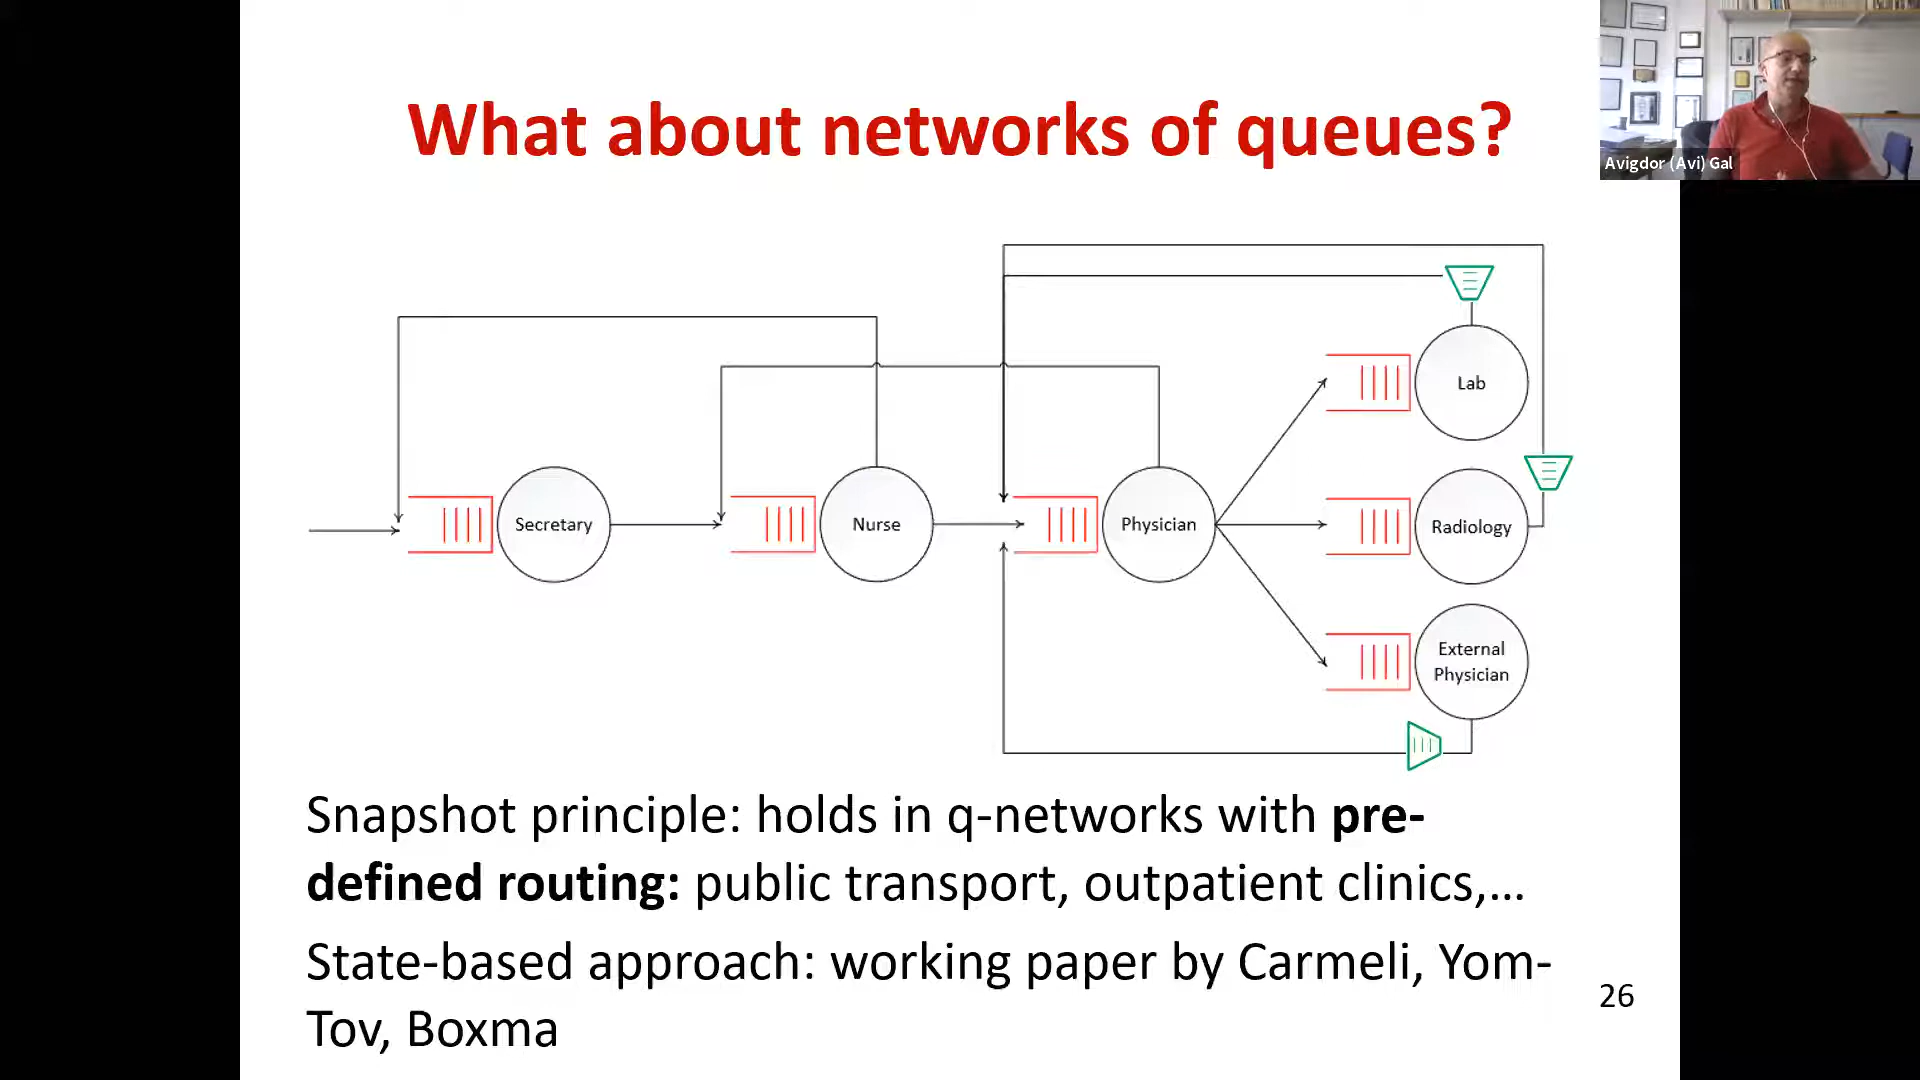 What about networks of queues?
Avigdor (Avi) Gal
Lab
Secretary
Nurse
Physician
Radiology
External
Physician
Snapshot principle: holds in q-networks with pre-
defined routing: public transport, outpatient clinics,...
State-based approach: working paper by Carmeli, Yom-
Tov, Boxma
26